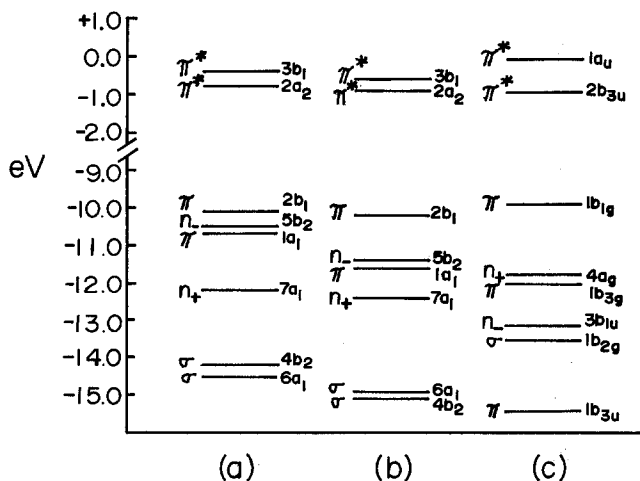 +1.0
0.0
-1.0
-2.0
eV
-9.0
-10.0
-11.0
-12.0
-13.0
-14.0
-15.0
π* 3b₁
π* 2a₂
π 2b₁
n₋ 5b₂
π 1a₁
n₊ 7a₁
σ 4b₂
σ 6a₁
(a)
π* 3b₁
π* 2a₂
π 2b₁
n₋ 5b₂
π 1a₁
n₊ 7a₁
σ 6a₁
σ 4b₂
(b)
π* 1aᵤ
π* 2b₃ᵤ
π 1b₁g
n₊ 4ag
π 1b₃g
n₋ 3b₁ᵤ
σ 1b₂g
π 1b₃ᵤ
(c)